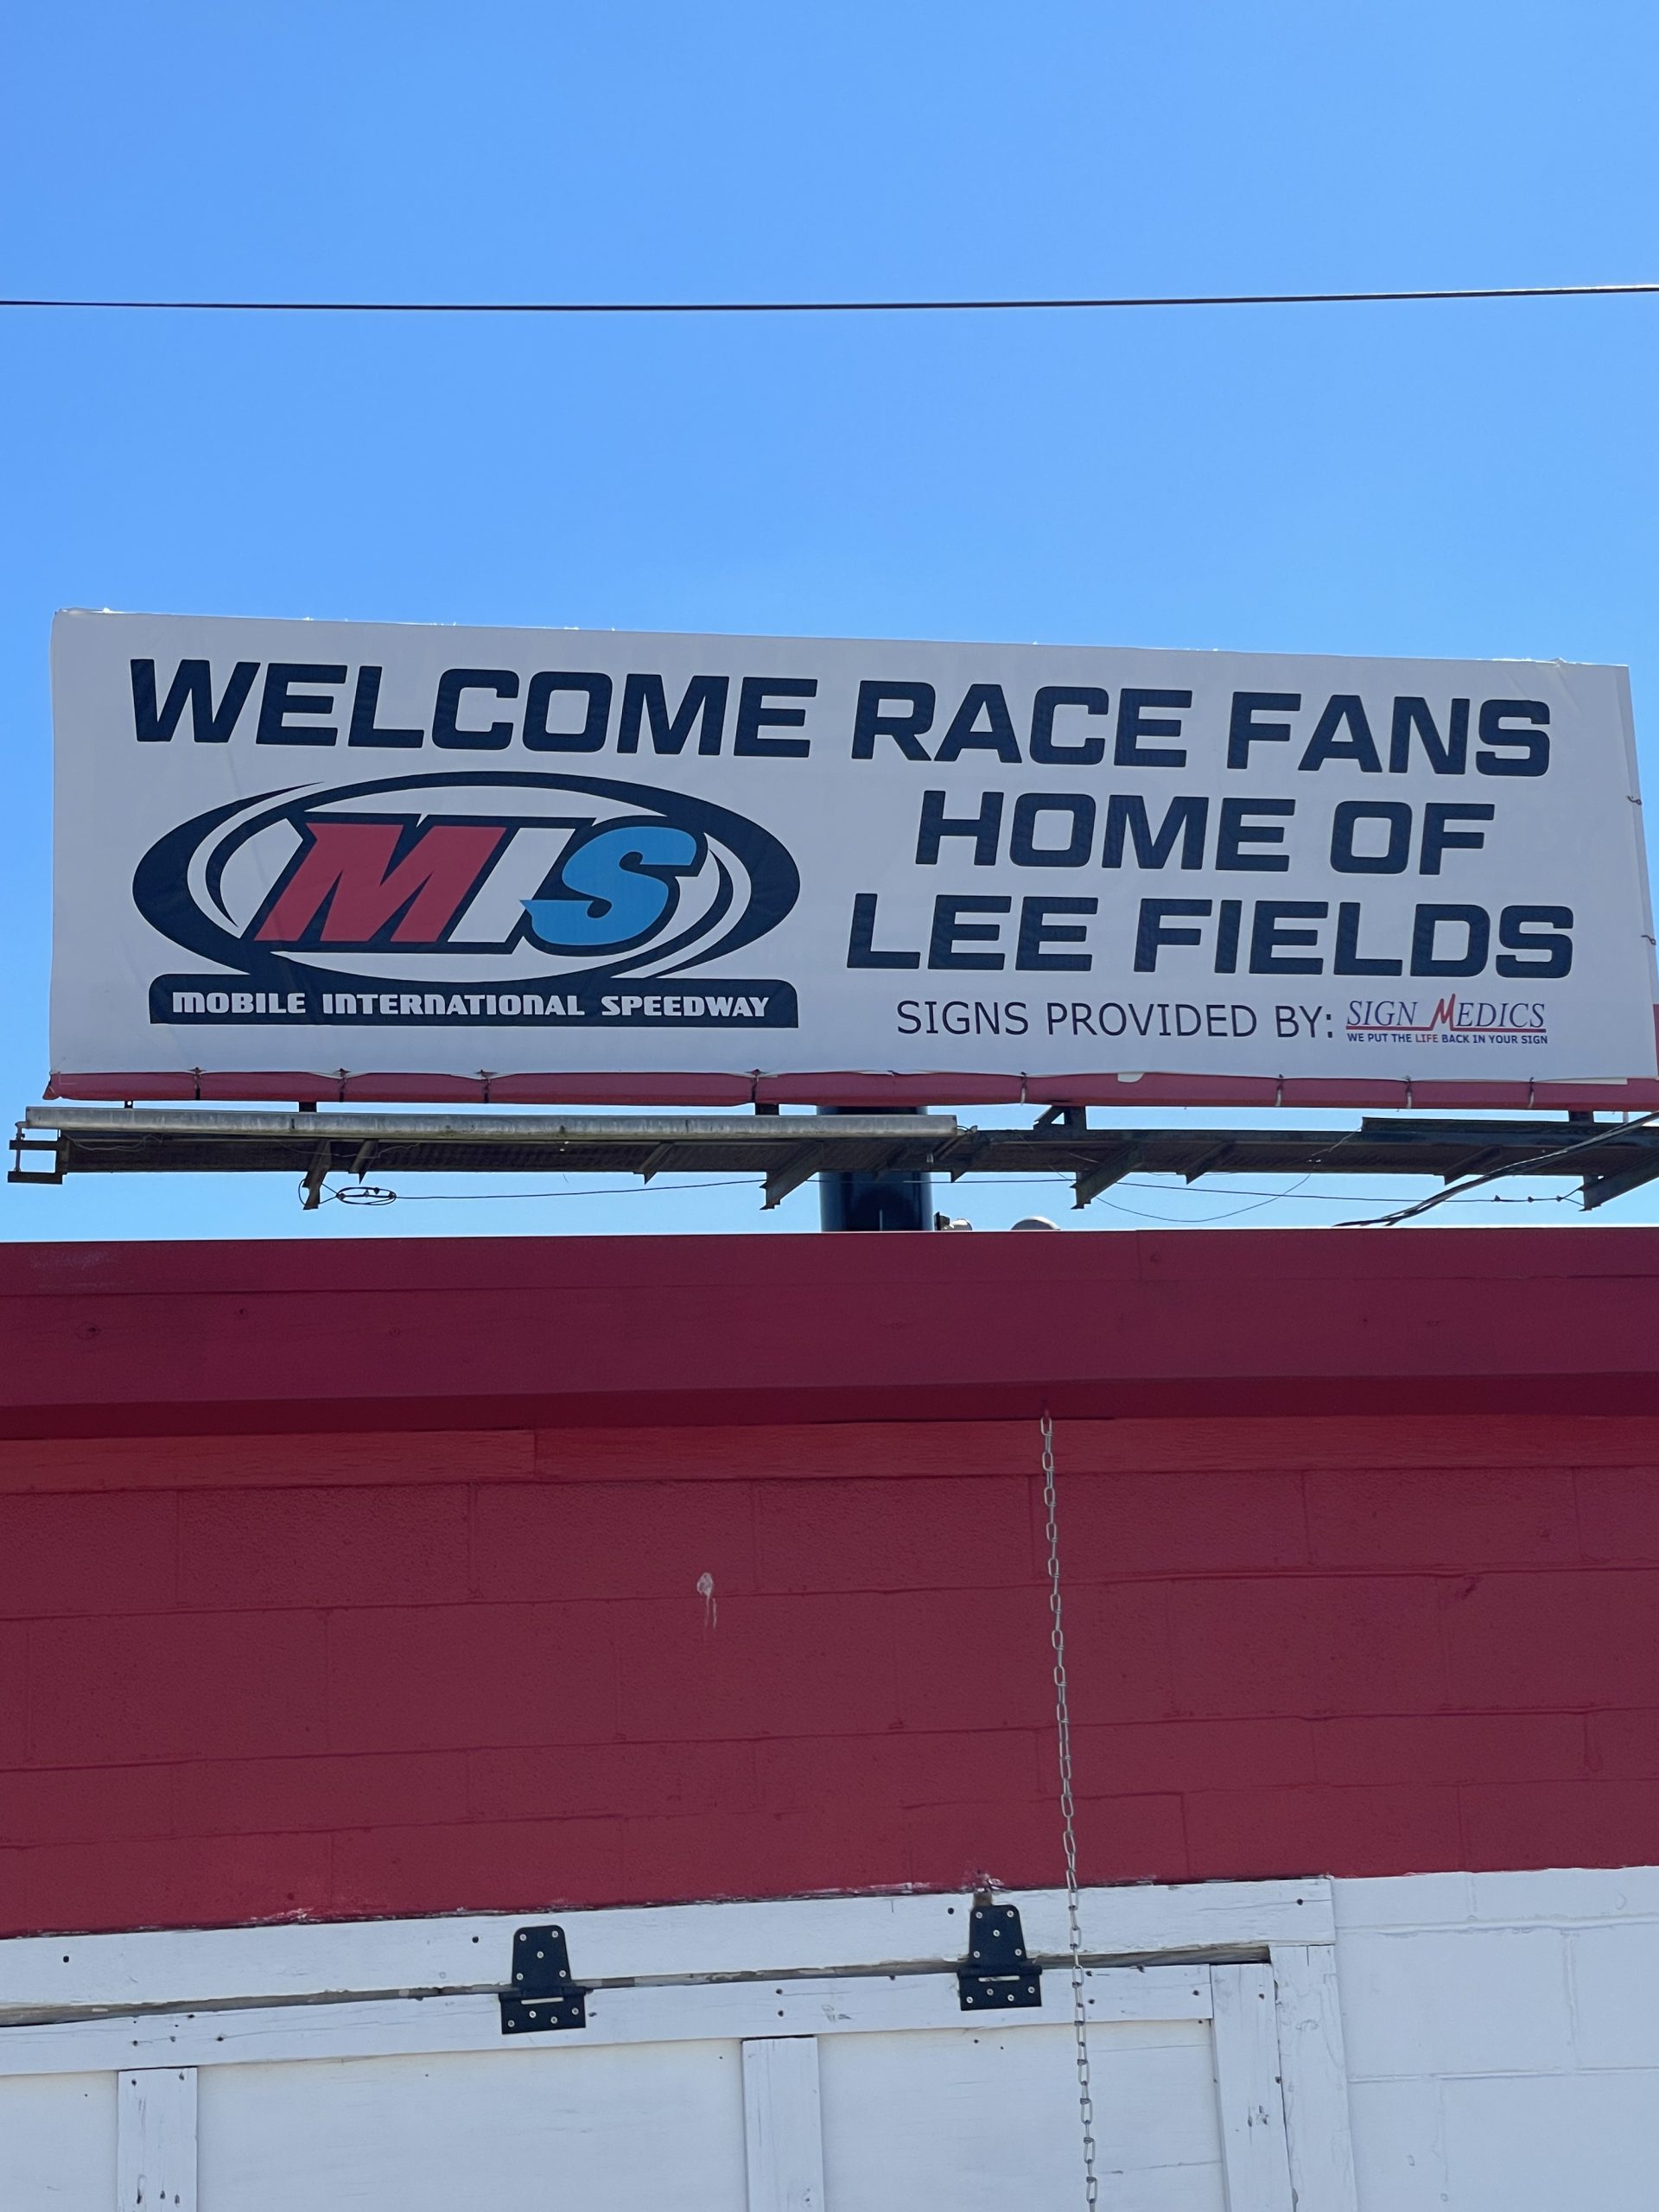 WELCOME RACE FANS
MIS
MOBILE INTERNATIONAL SPEEDWAY
HOME OF
LEE FIELDS
SIGNS PROVIDED BY: SIGN MEDICS
WE PUT THE LIFE BACK IN YOUR SIGN